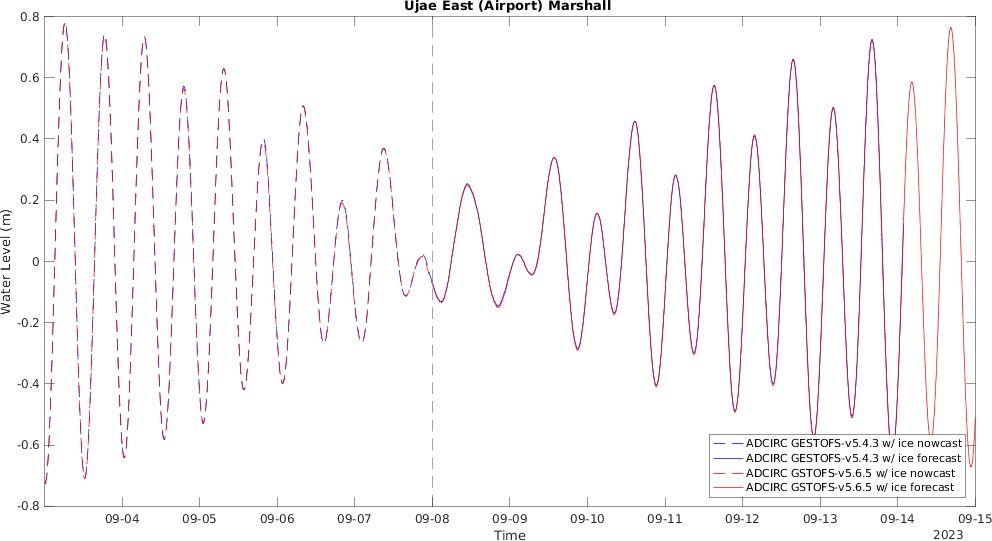 Ujae East (Airport) Marshall
0.8
0.6
0.4
0.2
0
-0.2
-0.4
-0.6
-0.8
Water Level (m)
ADCIRC GESTOFS-v5.4.3 w/ ice nowcast
ADCIRC GESTOFS-v5.4.3 w/ ice forecast
ADCIRC GSTOFS-v5.6.5 w/ ice nowcast
ADCIRC GSTOFS-v5.6.5 w/ ice forecast
09-04 09-05 09-06 09-07 09-08 09-09 09-10 09-11 09-12 09-13 09-14 09-15
Time
2023